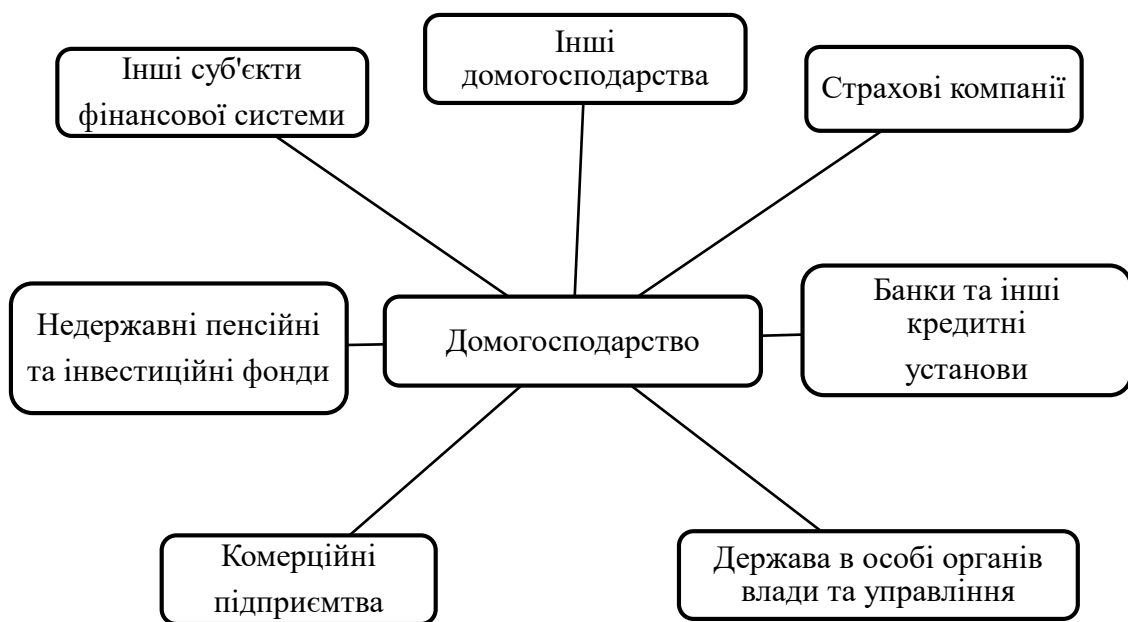 Інші суб'єкти
фінансової системи
Інші
домогосподарства
Страхові компанії
Недержавні пенсійні
та інвестиційні фонди
Домогосподарство
Банки та інші
кредитні
установи
Комерційні
підприємтва
Держава в особі органів
влади та управління